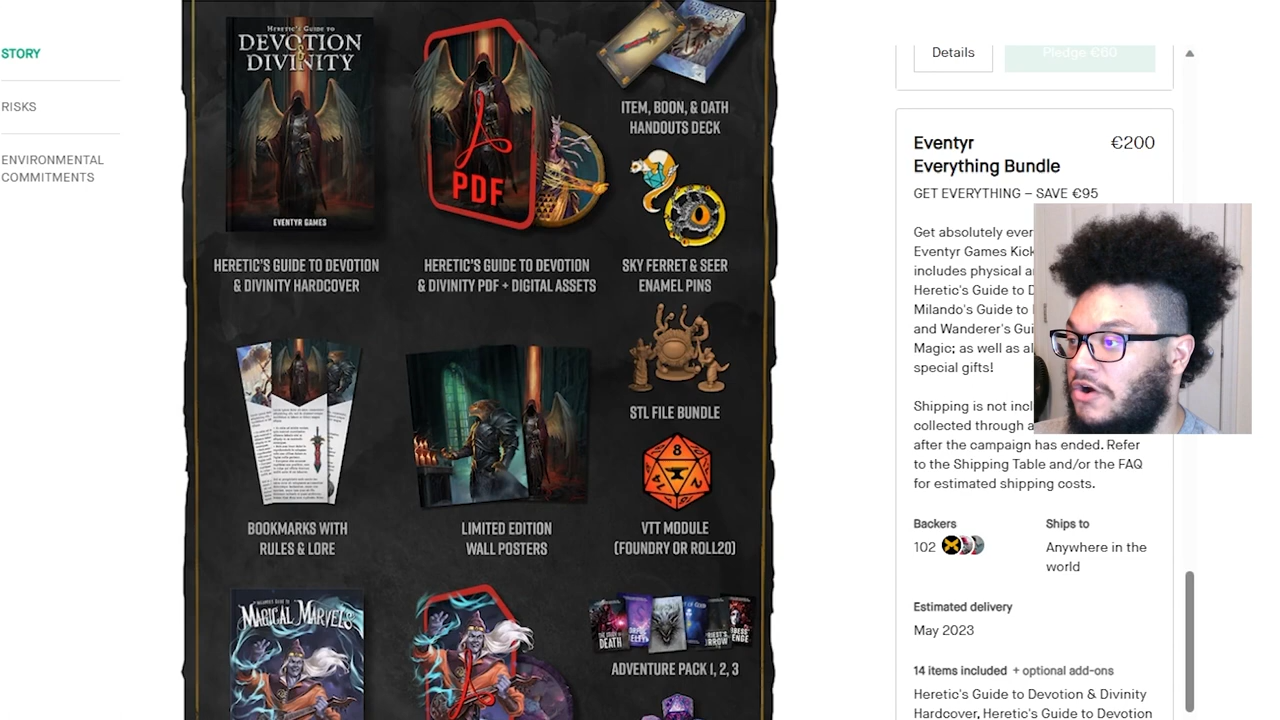 STORY
RISKS
ENVIRONMENTAL
COMMITMENTS
HERETIC'S GUIDE TO
DEVOTION
& DIVINITY
EVENTYR GAMES
HERETIC'S GUIDE TO DEVOTION
& DIVINITY HARDCOVER
PDF
HERETIC'S GUIDE TO DEVOTION
& DIVINITY PDF + DIGITAL ASSETS
ITEM, BOON, & OATH
HANDOUTS DECK
SKY FERRET & SEER
ENAMEL PINS
STL FILE BUNDLE
BOOKMARKS WITH
RULES & LORE
LIMITED EDITION
WALL POSTERS
8
VTT MODULE
(FOUNDRY OR ROLL20)
MAGICAL MARVELS
DEATH
ADVENTURE PACK 1, 2, 3
Details
Pledge €60
Eventyr
Everything Bundle
€200
GET EVERYTHING – SAVE €95
Get absolutely
Eventyr Games
includes physical
Heretic's Guide to
Milando's Guide to
and Wanderer's
Magic; as well as
special gifts!
Shipping is not
collected through a
after the campaign has ended. Refer
to the Shipping Table and/or the FAQ
for estimated shipping costs.
Backers
102
Ships to
Anywhere in the
world
Estimated delivery
May 2023
14 items included + optional add-ons
Heretic's Guide to Devotion & Divinity
Hardcover, Heretic's Guide to Devotion